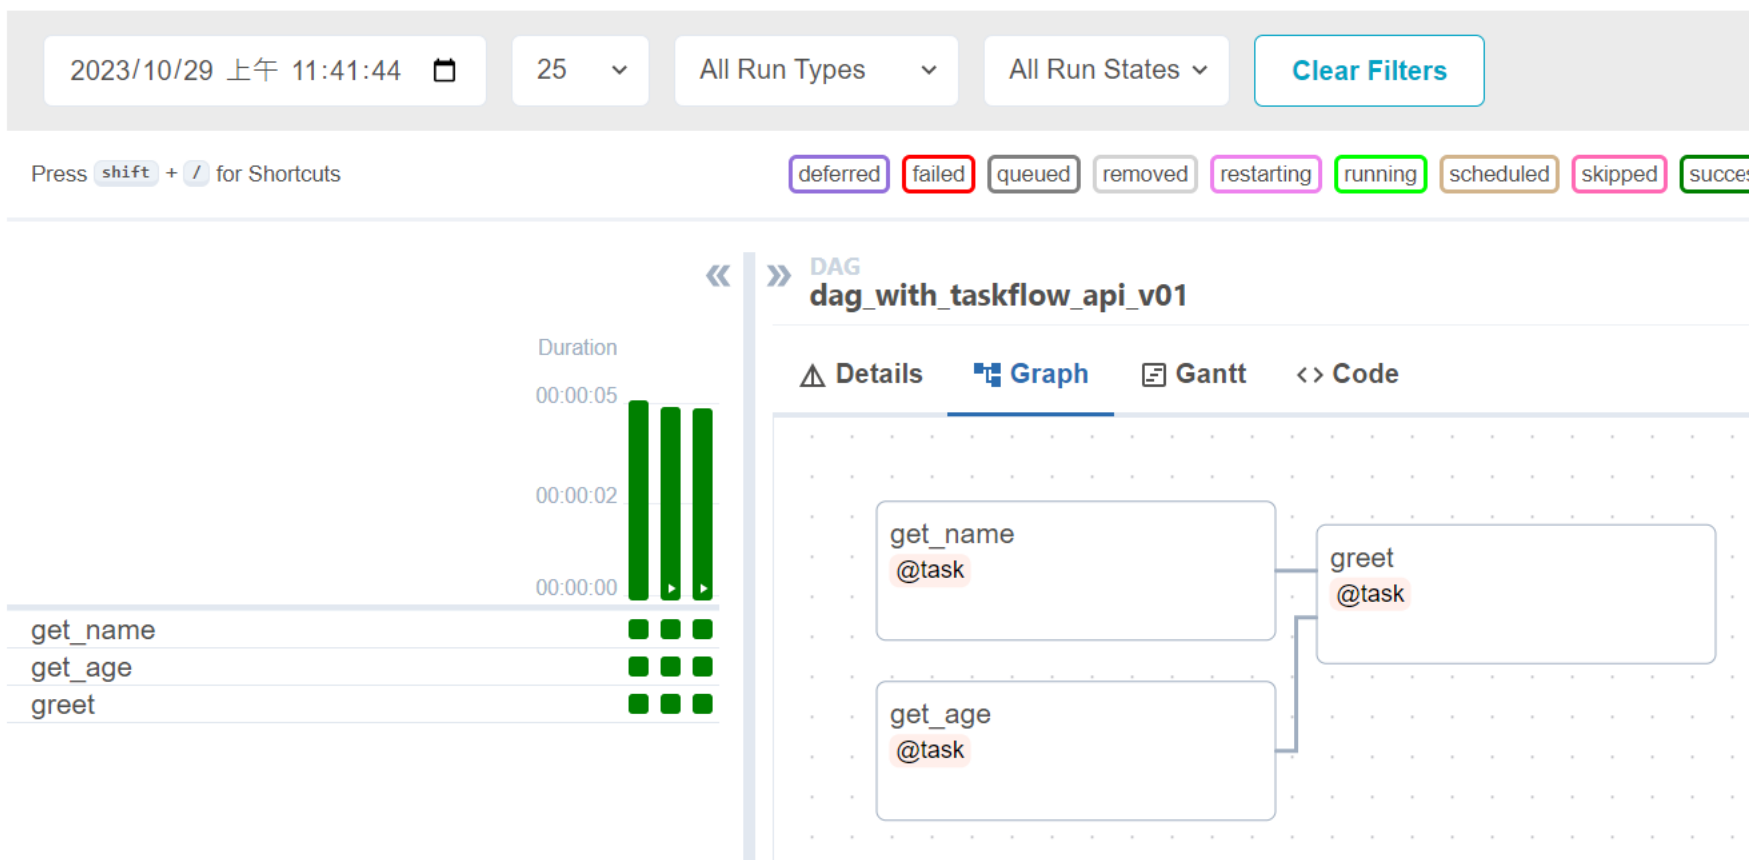 2023/10/29 上午 11:41:44
25
All Run Types
All Run States
Clear Filters
Press shift + / for Shortcuts
deferred
failed
queued
removed
restarting
running
scheduled
skipped
succes
DAG
dag_with_taskflow_api_v01
Details
Graph
Gantt
Code
Duration
00:00:05
00:00:02
00:00:00
get_name
get_age
greet
get_name
@task
greet
@task
get_age
@task